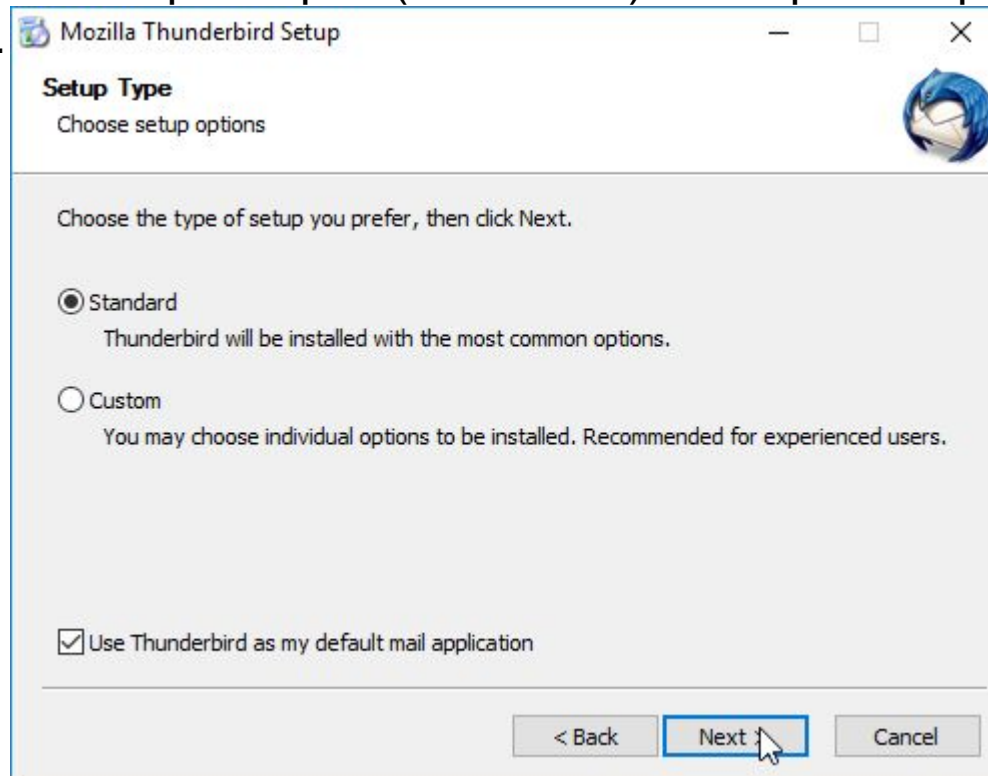 Mozilla Thunderbird Setup
Setup Type
Choose setup options
Choose the type of setup you prefer, then click Next.
Standard
Thunderbird will be installed with the most common options.
Custom
You may choose individual options to be installed. Recommended for experienced users.
Use Thunderbird as my default mail application
< Back
Next >
Cancel